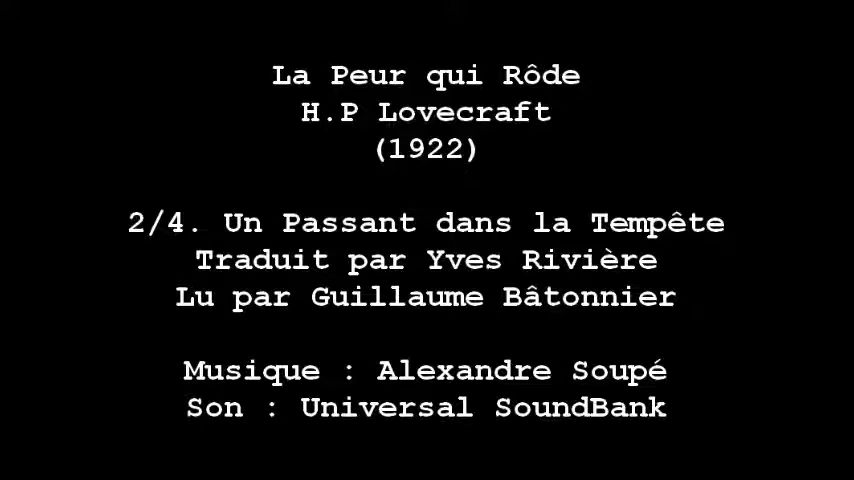 La Peur qui Rôde
H.P Lovecraft
(1922)
2/4. Un Passant dans la Tempête
Traduit par Yves Rivière
Lu par Guillaume Bâtonnier
Musique : Alexandre Soupé
Son : Universal SoundBank